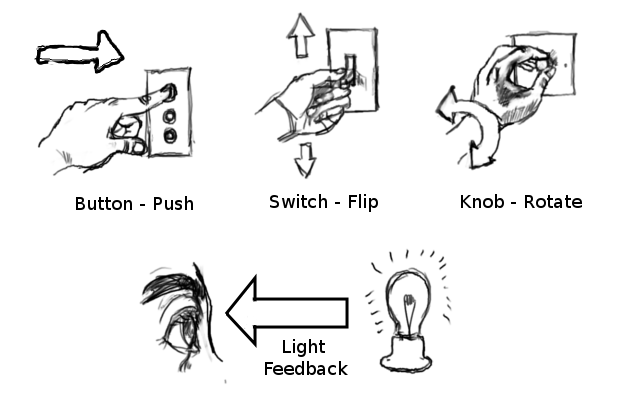 Button - Push
Switch - Flip
Knob - Rotate
Light
Feedback